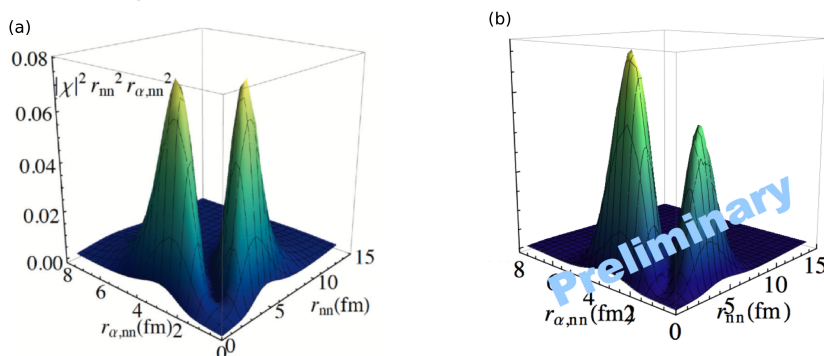 (a)
0.08
|χ|² r_nn² r_α,nn²
0.06
0.04
0.02
0.00
8
6
4
2
0
r_α,nn(fm)
0
5
10
15
r_nn(fm)
(b)
8
6
4
2
0
r_α,nn(fm)
5
10
15
r_nn(fm)
Preliminary